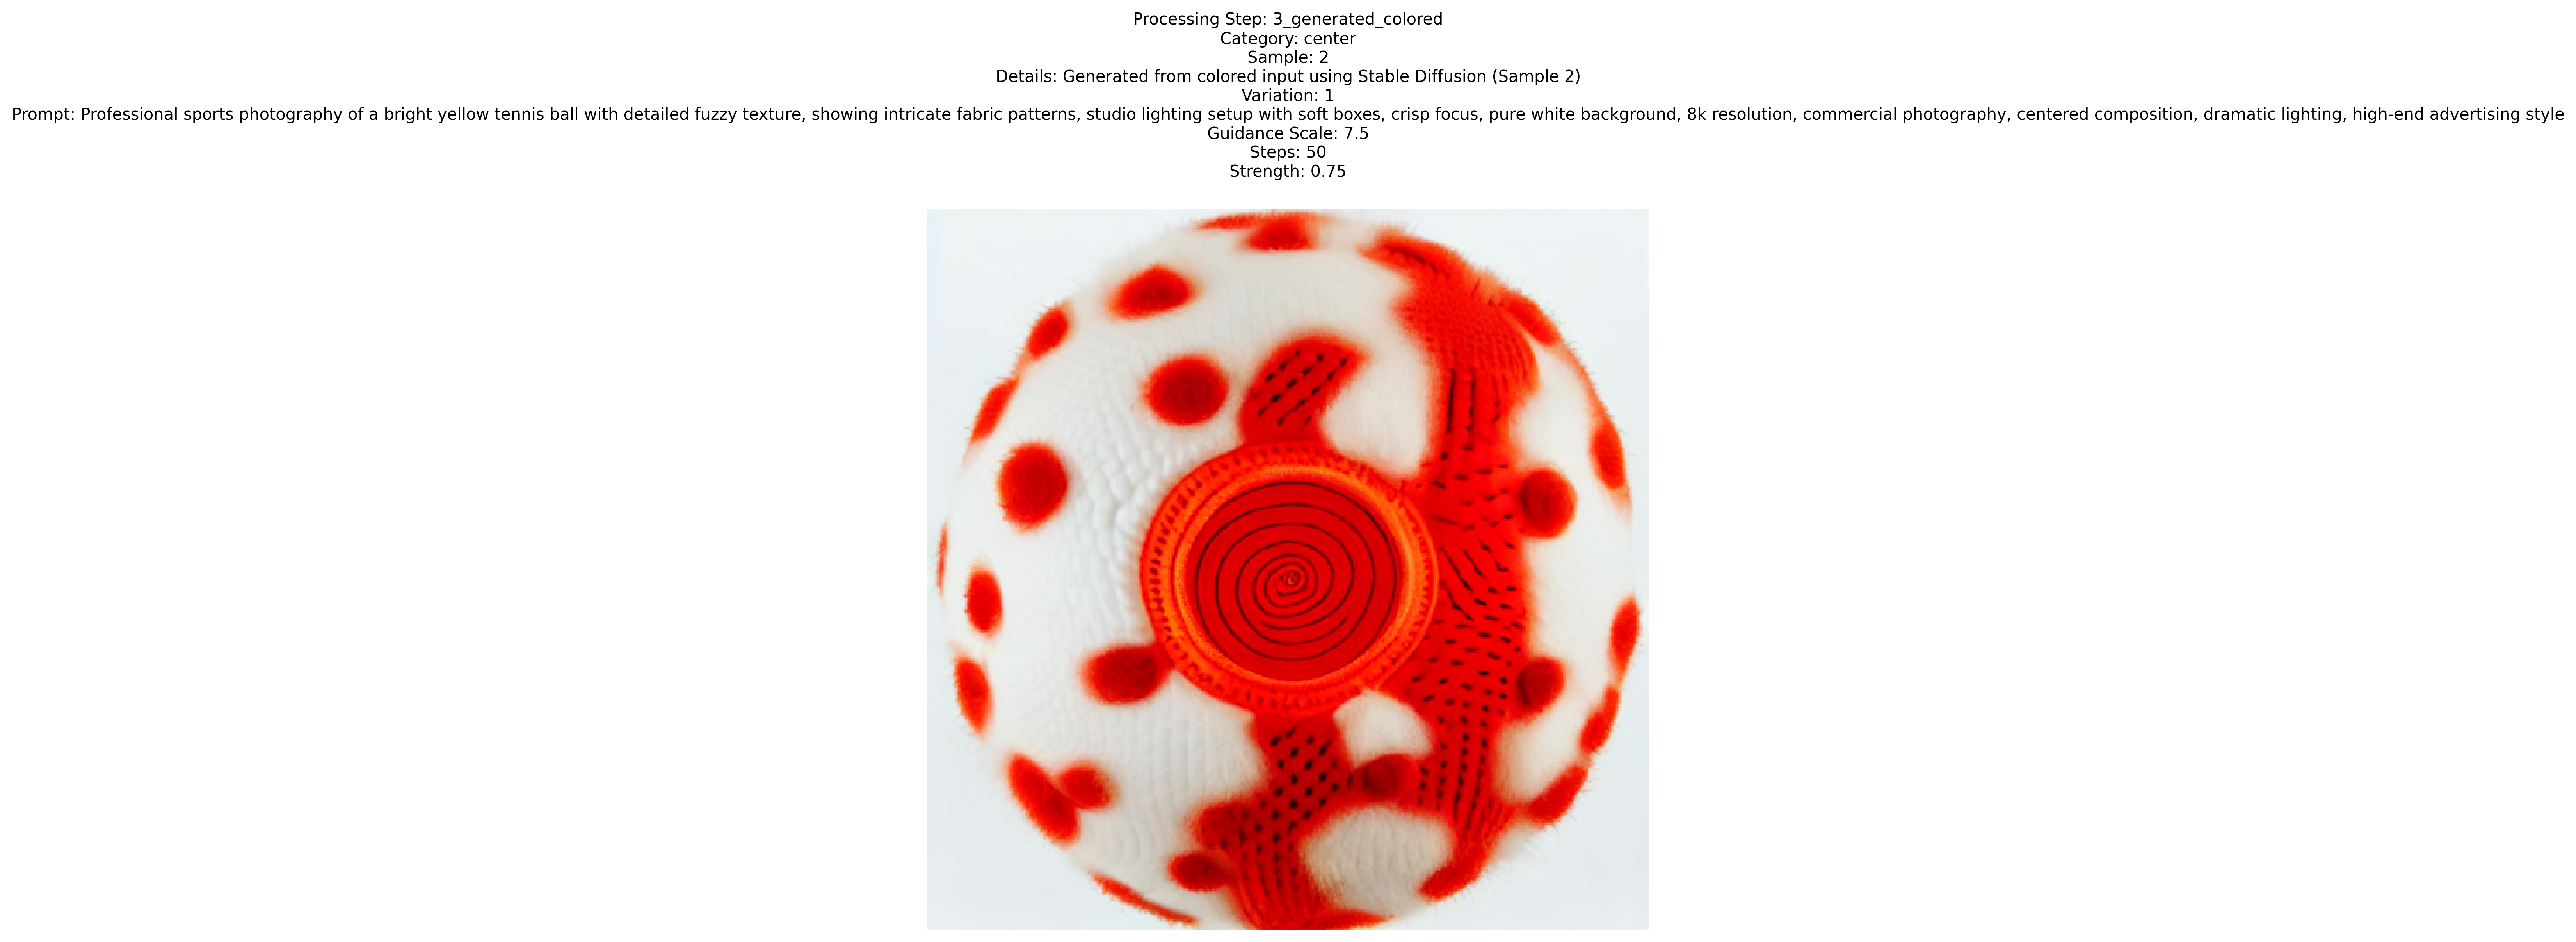 Processing Step: 3_generated_colored
Category: center
Sample: 2
Details: Generated from colored input using Stable Diffusion (Sample 2)
Variation: 1
Prompt: Professional sports photography of a bright yellow tennis ball with detailed fuzzy texture, showing intricate fabric patterns, studio lighting setup with soft boxes, crisp focus, pure white background, 8k resolution, commercial photography, centered composition, dramatic lighting, high-end advertising style
Guidance Scale: 7.5
Steps: 50
Strength: 0.75